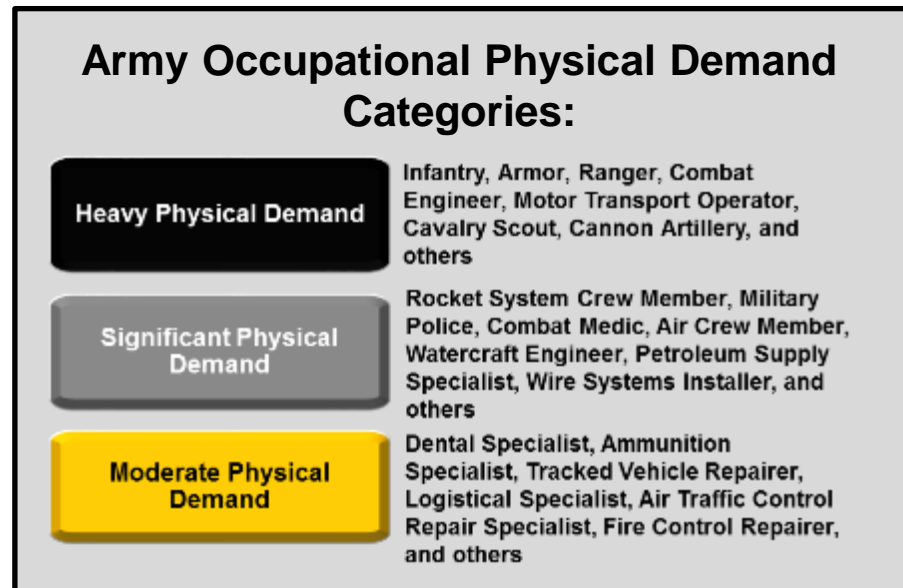 Army Occupational Physical Demand
Categories:
Heavy Physical Demand
Infantry, Armor, Ranger, Combat
Engineer, Motor Transport Operator,
Cavalry Scout, Cannon Artillery, and
others
Significant Physical
Demand
Rocket System Crew Member, Military
Police, Combat Medic, Air Crew Member,
Watercraft Engineer, Petroleum Supply
Specialist, Wire Systems Installer, and
others
Moderate Physical
Demand
Dental Specialist, Ammunition
Specialist, Tracked Vehicle Repairer,
Logistical Specialist, Air Traffic Control
Repair Specialist, Fire Control Repairer,
and others